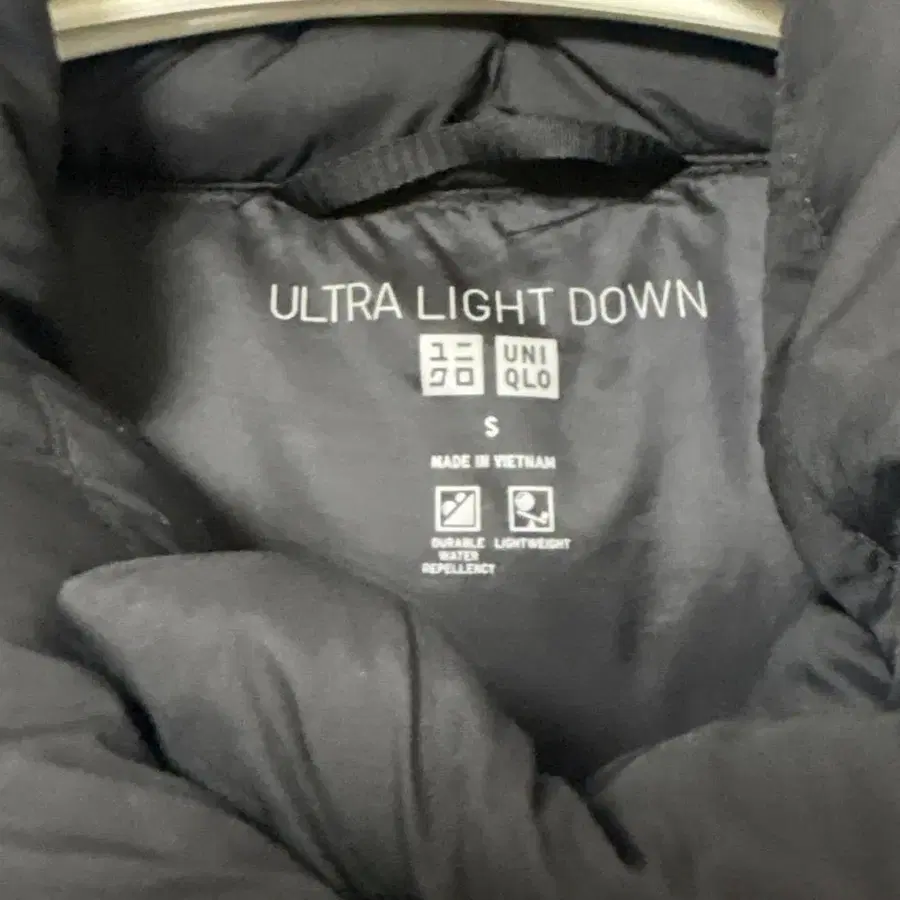 ULTRA LIGHT DOWN
ユニ UNI
クロ QLO
S
MADE IN VIETNAM
DURABLE LIGHTWEIGHT
WATER
REPELLENCY